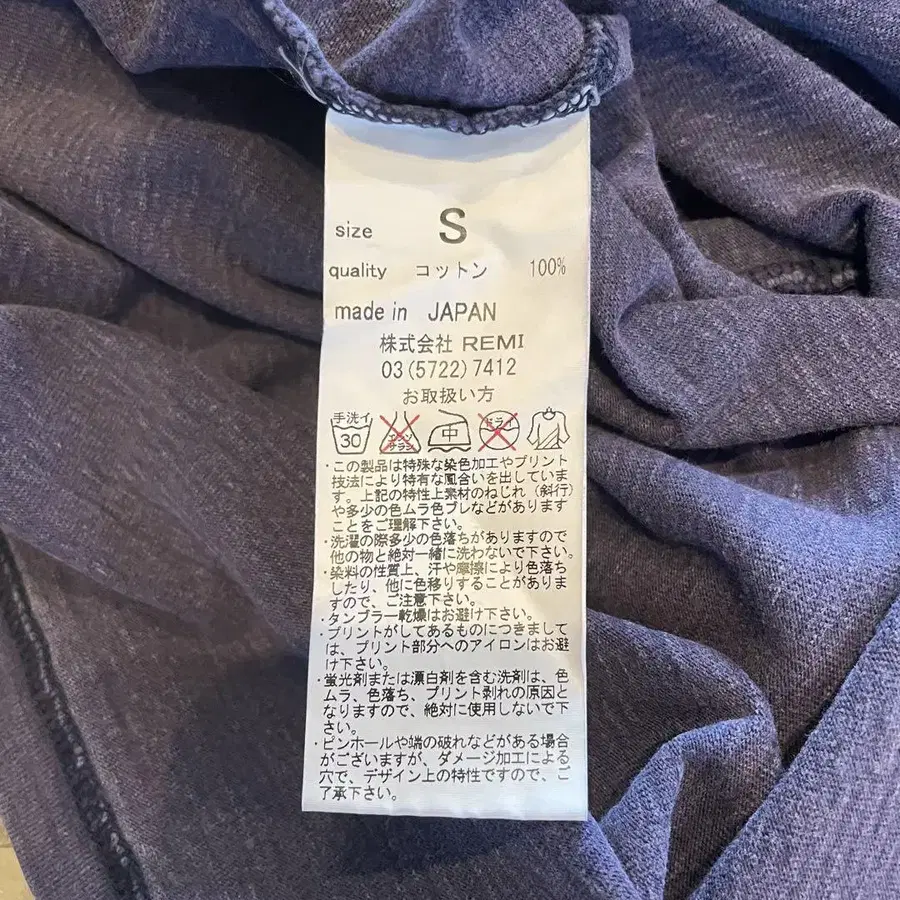 size S
quality コットン 100%
made in JAPAN
株式会社 REMI
03(5722)7412
お取扱い方
手洗イ
30 エンソサラシ 中 ドライ
・この製品は特殊な染色加工やプリント
技法により特有な風合いを出していま
す。上記の特性上素材のねじれ(斜行)
や多少の色ムラ色ブレなどがあります
ことをご理解下さい。
・洗濯の際多少の色落ちがありますので
他の物と絶対一緒に洗わないで下さい。
・染料の性質上、汗や摩擦により色落ち
したり、他に色移りすることがありま
すので、ご注意下さい。
・タンブラー乾燥はお避け下さい。
・プリントがしてあるものにつきまして
は、プリント部分へのアイロンはお避
け下さい。
・蛍光剤または漂白剤を含む洗剤は、色
ムラ、色落ち、プリント剥れの原因と
なりますので、絶対に使用しないで下
さい。
・ピンホールや端の破れなどがある場合
がございますが、ダメージ加工による
穴で、デザイン上の特性ですので、ご
了承下さい。